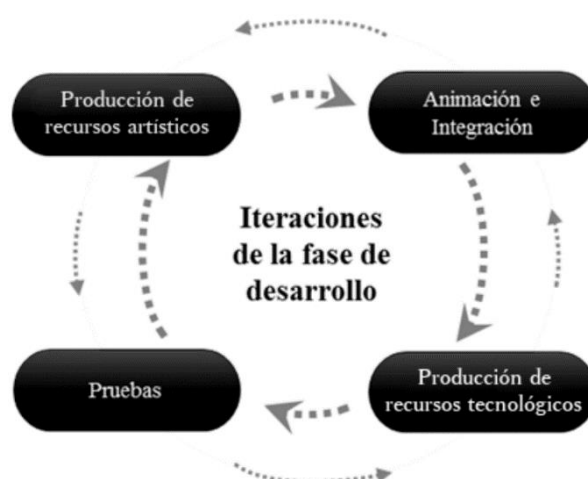 Producción de
recursos artísticos
Animación e
Integración
Iteraciones
de la fase de
desarrollo
Pruebas
Producción de
recursos tecnológicos